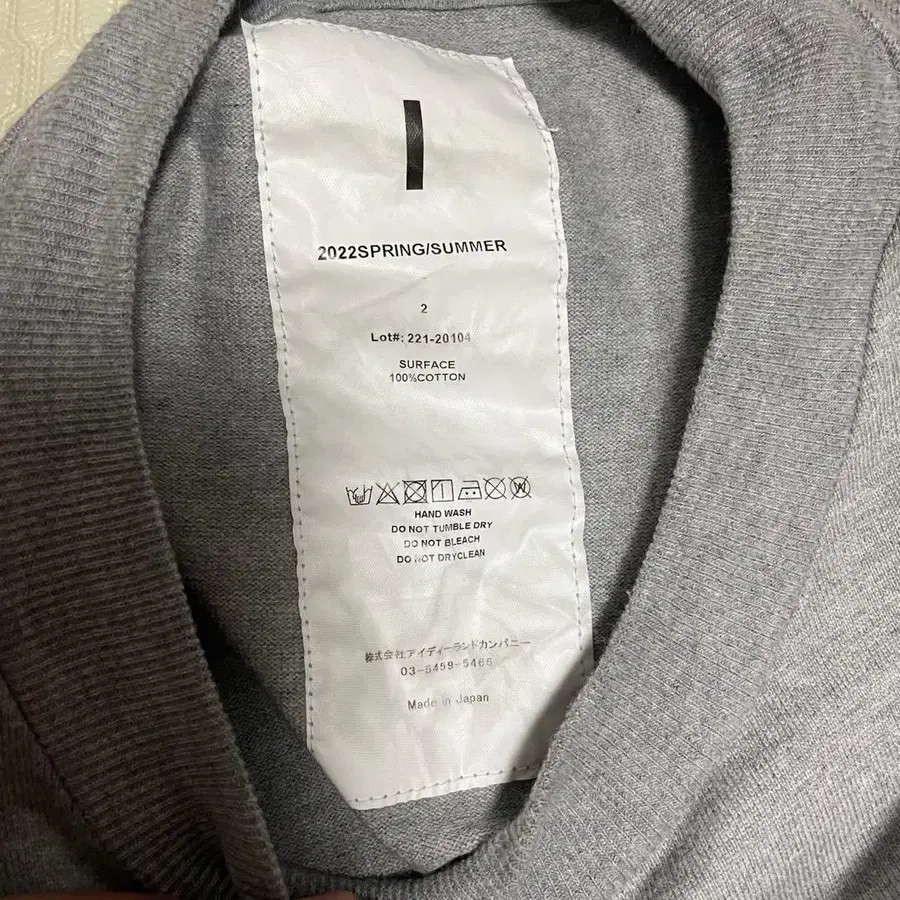 2022SPRING/SUMMER
2
Lot#: 221-20104
SURFACE
100%COTTON
HAND WASH
DO NOT TUMBLE DRY
DO NOT BLEACH
DO NOT DRYCLEAN
株式会社アイディーランドカンパニー
03-5459-5466
Made in Japan